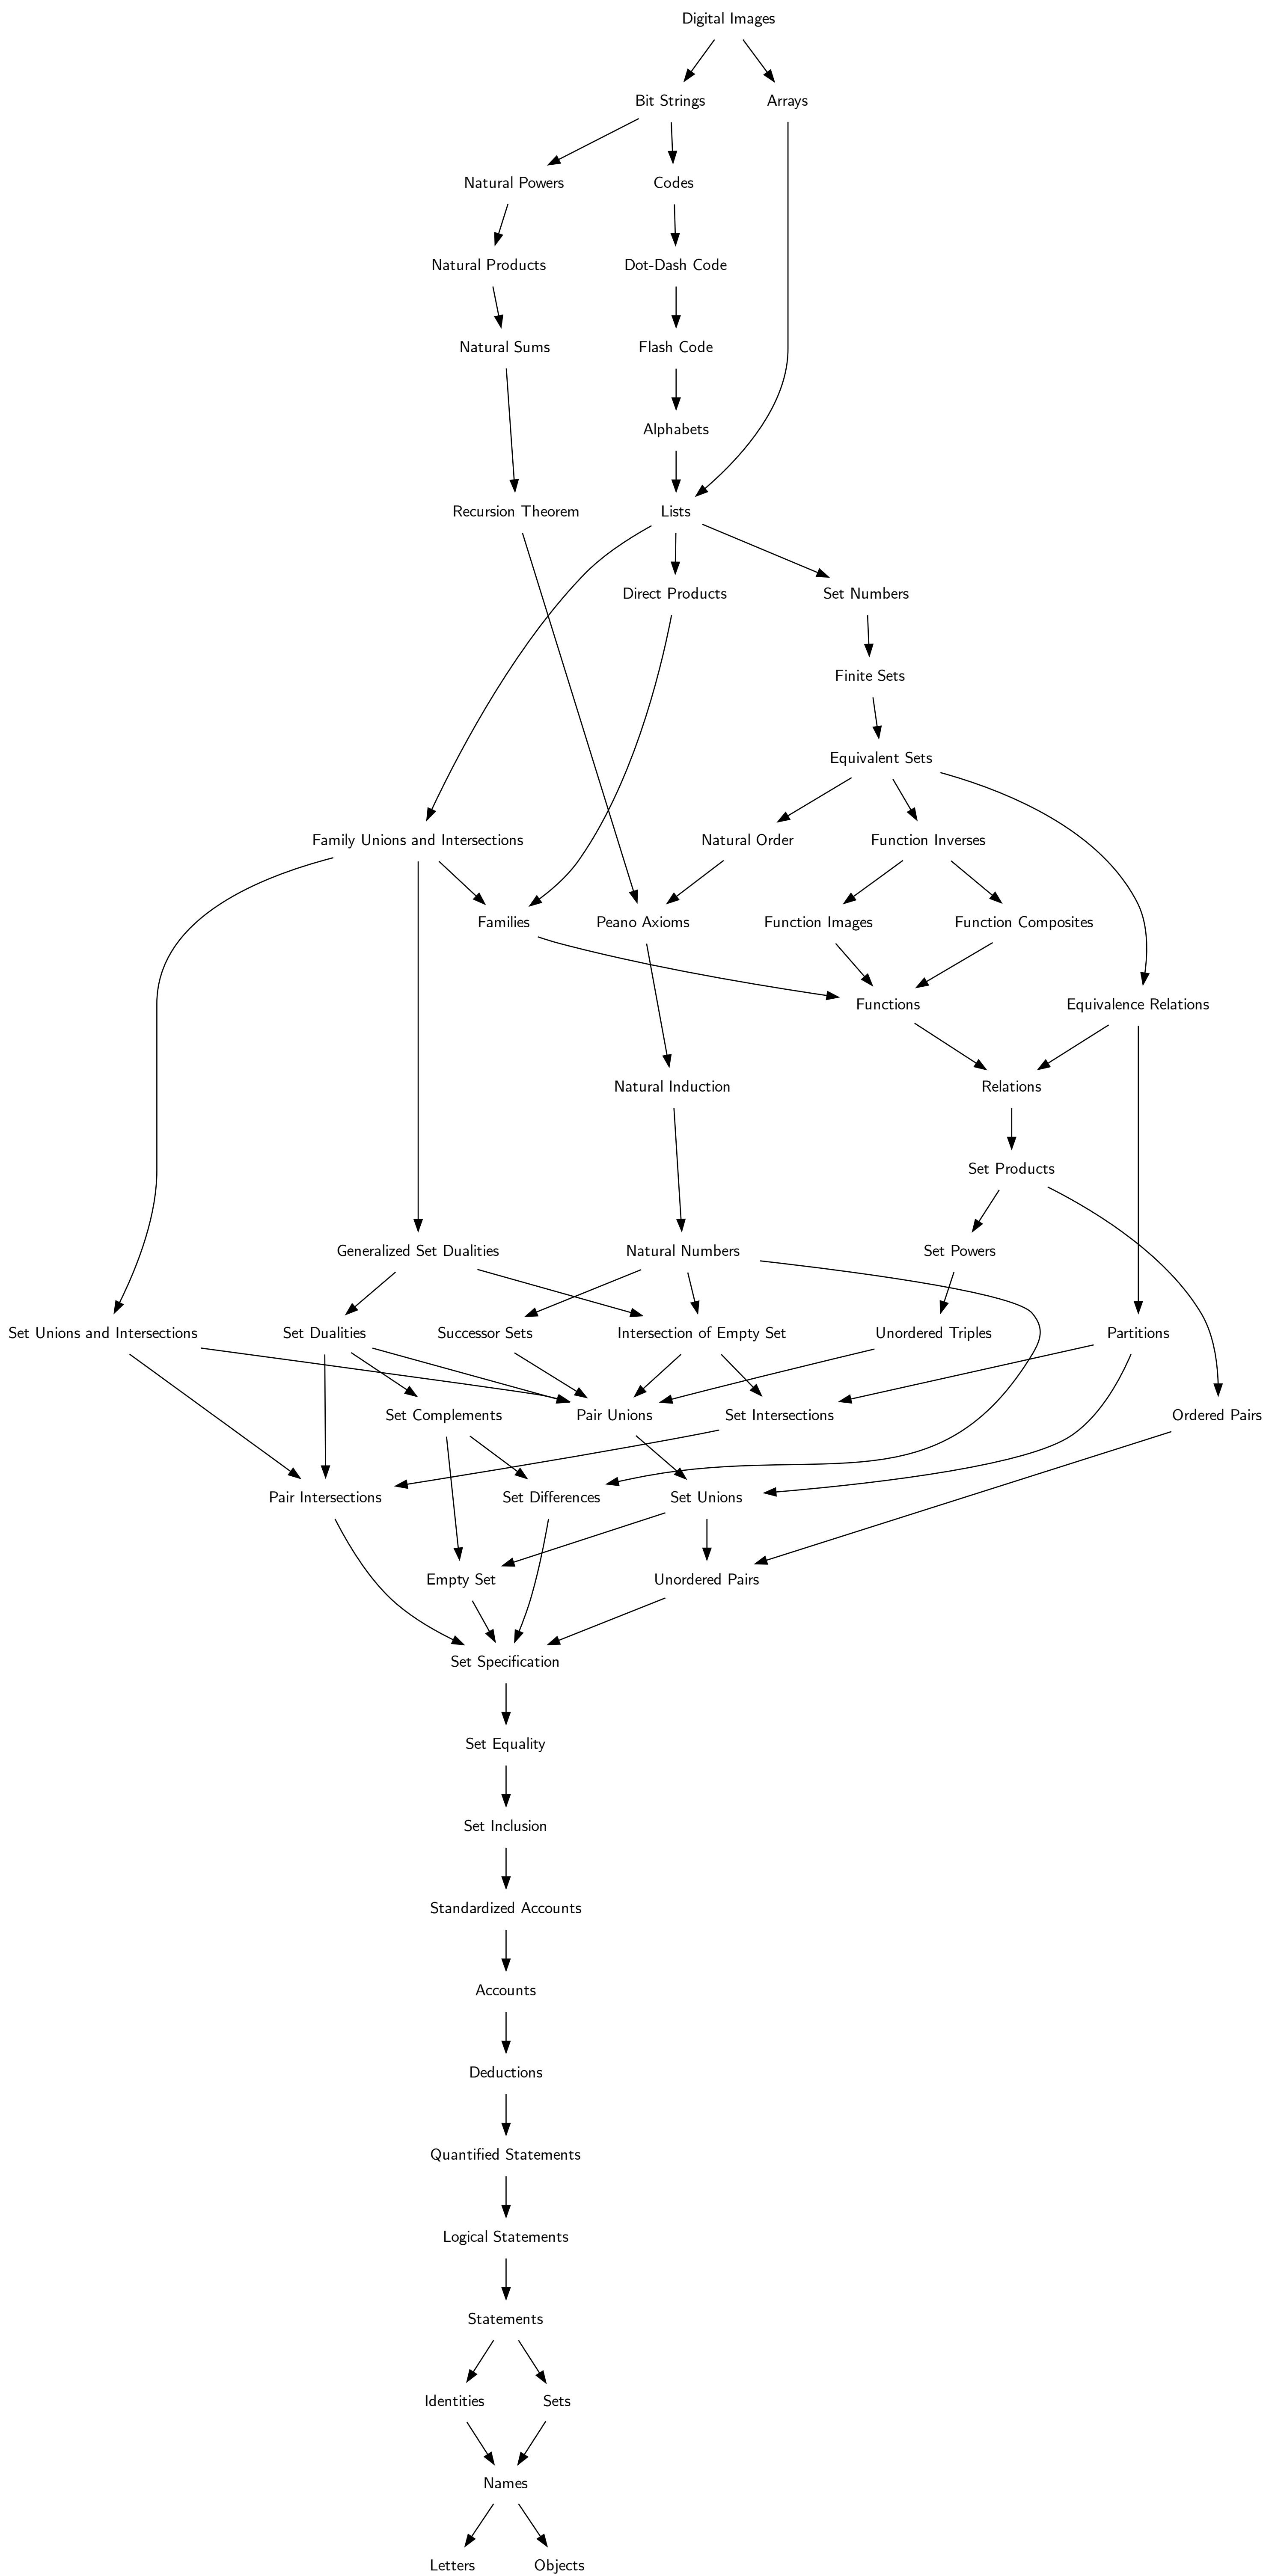 Digital Images
Bit Strings
Arrays
Natural Powers
Codes
Natural Products
Dot-Dash Code
Natural Sums
Flash Code
Alphabets
Recursion Theorem
Lists
Direct Products
Set Numbers
Finite Sets
Equivalent Sets
Family Unions and Intersections
Natural Order
Function Inverses
Families
Peano Axioms
Function Images
Function Composites
Functions
Equivalence Relations
Natural Induction
Relations
Set Products
Generalized Set Dualities
Natural Numbers
Set Powers
Set Unions and Intersections
Set Dualities
Successor Sets
Intersection of Empty Set
Unordered Triples
Partitions
Set Complements
Pair Unions
Set Intersections
Ordered Pairs
Pair Intersections
Set Differences
Set Unions
Empty Set
Unordered Pairs
Set Specification
Set Equality
Set Inclusion
Standardized Accounts
Accounts
Deductions
Quantified Statements
Logical Statements
Statements
Identities
Sets
Names
Letters
Objects